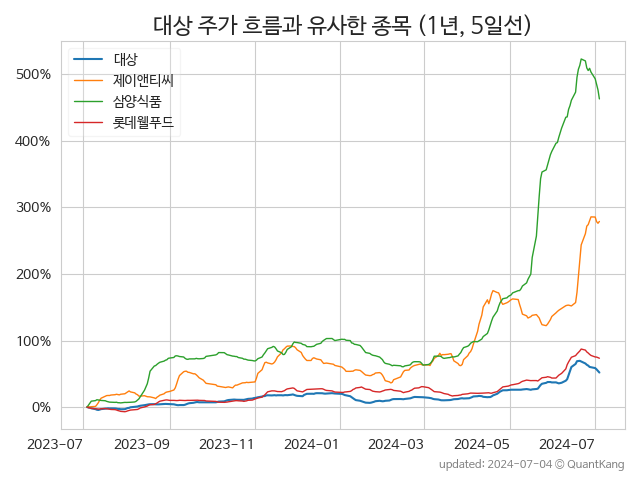 대상 주가 흐름과 유사한 종목 (1년, 5일선)
대상
제이앤티씨
삼양식품
롯데웰푸드
500%
400%
300%
200%
100%
0%
2023-07
2023-09
2023-11
2024-01
2024-03
2024-05
2024-07
updated: 2024-07-04 © QuantKang